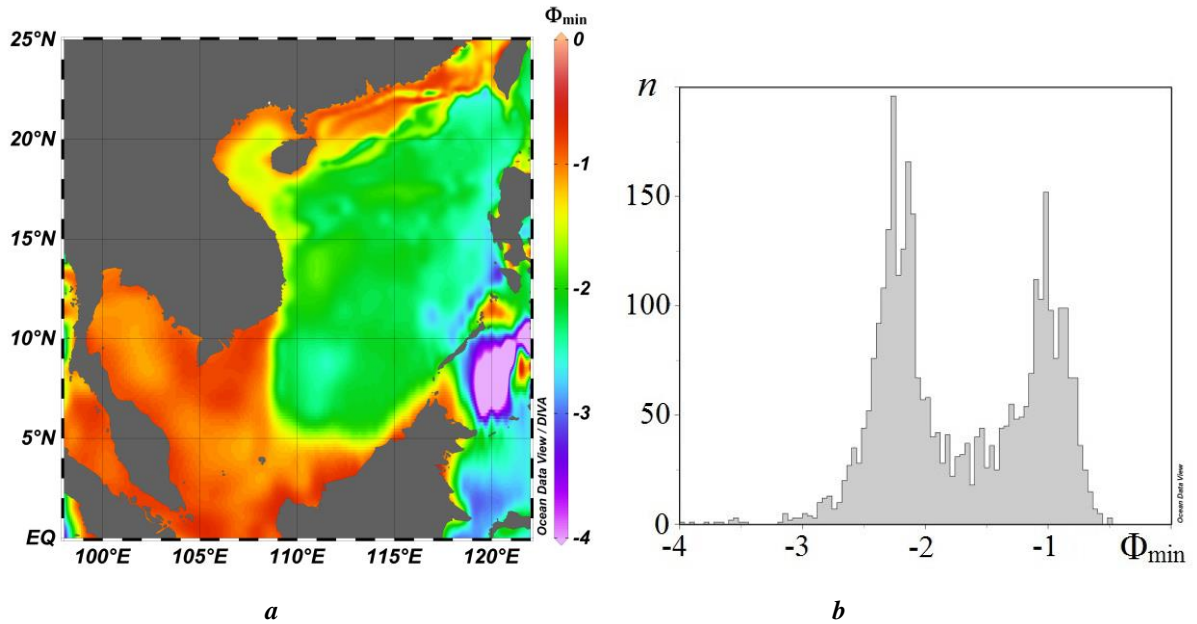 Φmin
25°N
20°N
15°N
10°N
5°N
EQ
100°E 105°E 110°E 115°E 120°E
0
-1
-2
-3
-4
Ocean Data View / DIVA
a
n
150
100
50
0
-4 -3 -2 -1 Φmin
Ocean Data View
b